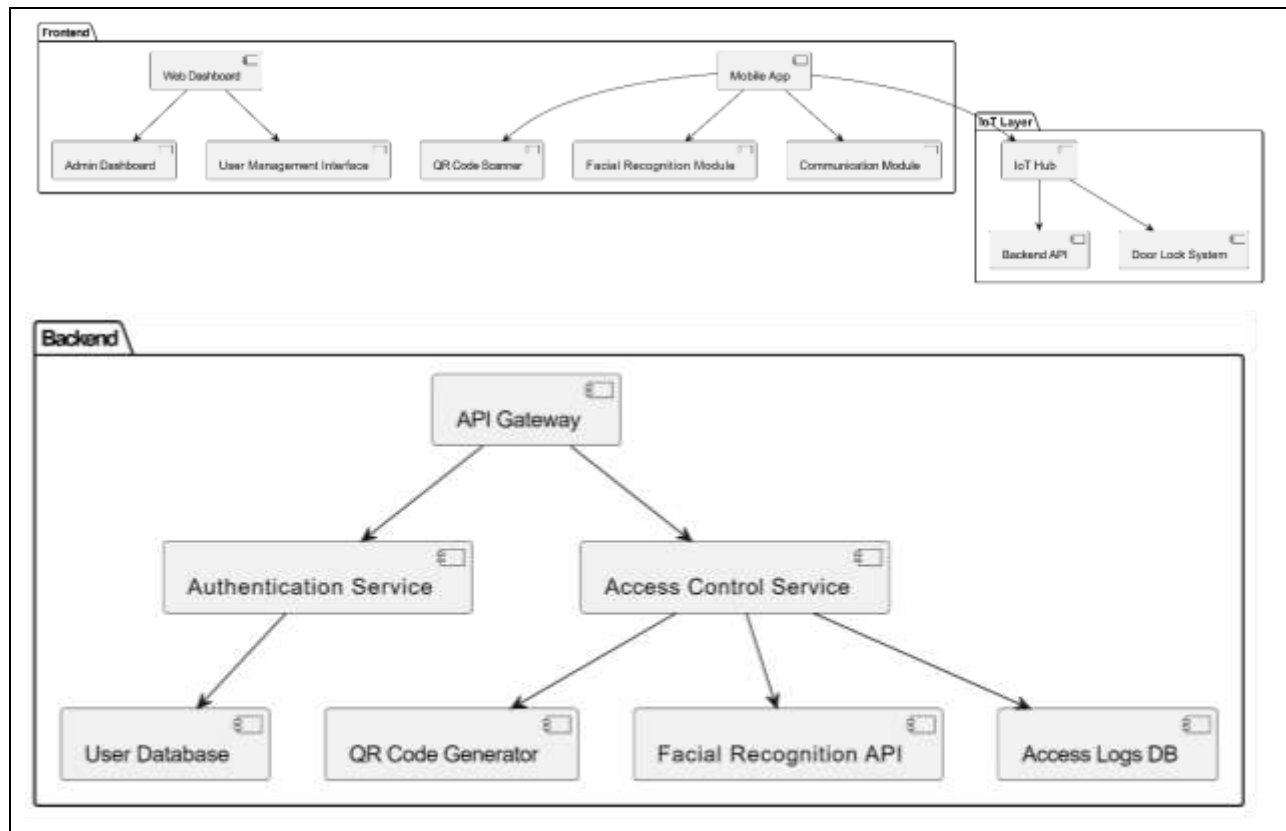 Frontend
Web Dashboard
Mobile App
Admin Dashboard
User Management Interface
QR Code Scanner
Facial Recognition Module
Communication Module
IoT Layer
IoT Hub
Backend API
Door Lock System
Backend
API Gateway
Authentication Service
Access Control Service
User Database
QR Code Generator
Facial Recognition API
Access Logs DB